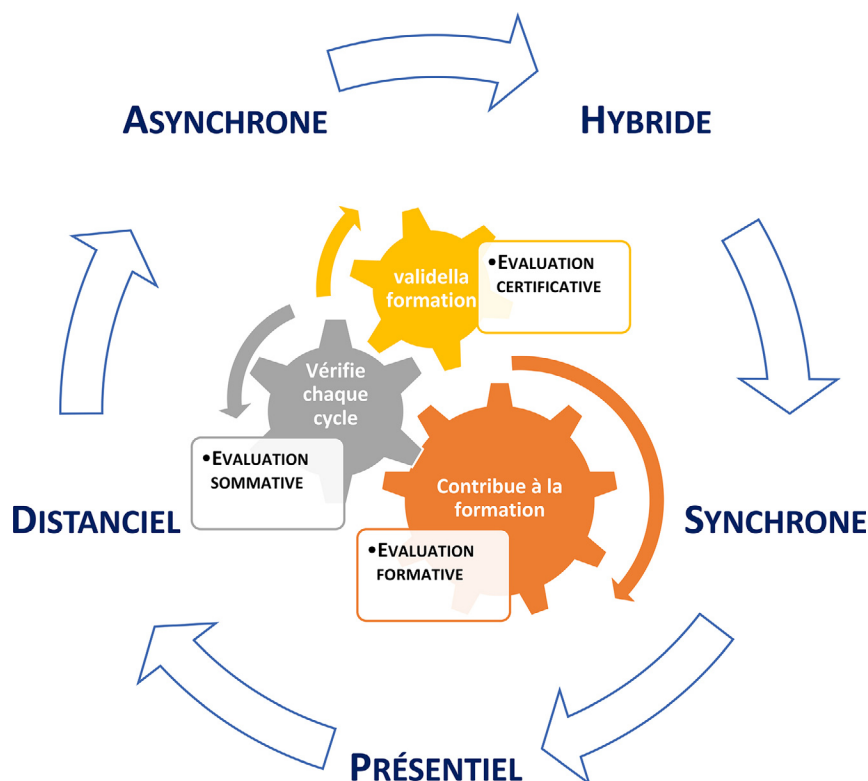 ASYNCHRONE
HYBRIDE
validella
formation
•EVALUATION
CERTIFICATIVE
Vérifie
chaque
cycle
•EVALUATION
SOMMATIVE
Contribue à la
formation
•EVALUATION
FORMATIVE
DISTANCIEL
SYNCHRONE
PRÉSENTIEL